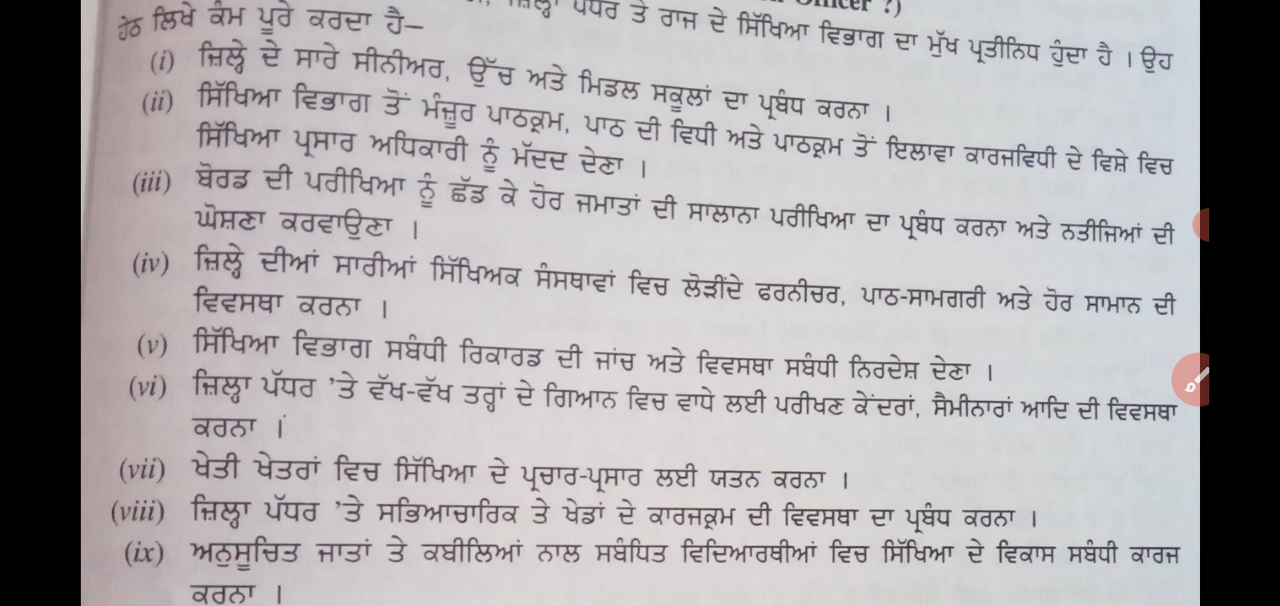 ਪੱਧਰ ਤੇ ਰਾਜ ਦੇ ਸਿੱਖਿਆ ਵਿਭਾਗ ਦਾ ਮੁੱਖ ਪ੍ਰਤੀਨਿਧ ਹੁੰਦਾ ਹੈ । ਉਹ
ਹੇਠ ਲਿਖੇ ਕੰਮ ਪੂਰੇ ਕਰਦਾ ਹੈ–
(i) ਜ਼ਿਲ੍ਹੇ ਦੇ ਸਾਰੇ ਸੀਨੀਅਰ, ਉੱਚ ਅਤੇ ਮਿਡਲ ਸਕੂਲਾਂ ਦਾ ਪ੍ਰਬੰਧ ਕਰਨਾ ।
(ii) ਸਿੱਖਿਆ ਵਿਭਾਗ ਤੋਂ ਮੰਜ਼ੂਰ ਪਾਠਕ੍ਰਮ, ਪਾਠ ਦੀ ਵਿਧੀ ਅਤੇ ਪਾਠਕ੍ਰਮ ਤੋਂ ਇਲਾਵਾ ਕਾਰਜਵਿਧੀ ਦੇ ਵਿਸ਼ੇ ਵਿਚ
ਸਿੱਖਿਆ ਪ੍ਰਸਾਰ ਅਧਿਕਾਰੀ ਨੂੰ ਮੱਦਦ ਦੇਣਾ ।
(iii) ਬੋਰਡ ਦੀ ਪਰੀਖਿਆ ਨੂੰ ਛੱਡ ਕੇ ਹੋਰ ਜਮਾਤਾਂ ਦੀ ਸਾਲਾਨਾ ਪਰੀਖਿਆ ਦਾ ਪ੍ਰਬੰਧ ਕਰਨਾ ਅਤੇ ਨਤੀਜਿਆਂ ਦੀ
ਘੋਸ਼ਣਾ ਕਰਵਾਉਣਾ ।
(iv) ਜ਼ਿਲ੍ਹੇ ਦੀਆਂ ਸਾਰੀਆਂ ਸਿੱਖਿਅਕ ਸੰਸਥਾਵਾਂ ਵਿਚ ਲੋੜੀਂਦੇ ਫਰਨੀਚਰ, ਪਾਠ-ਸਾਮਗਰੀ ਅਤੇ ਹੋਰ ਸਾਮਾਨ ਦੀ
ਵਿਵਸਥਾ ਕਰਨਾ ।
(v) ਸਿੱਖਿਆ ਵਿਭਾਗ ਸਬੰਧੀ ਰਿਕਾਰਡ ਦੀ ਜਾਂਚ ਅਤੇ ਵਿਵਸਥਾ ਸਬੰਧੀ ਨਿਰਦੇਸ਼ ਦੇਣਾ ।
(vi) ਜ਼ਿਲ੍ਹਾ ਪੱਧਰ ’ਤੇ ਵੱਖ-ਵੱਖ ਤਰ੍ਹਾਂ ਦੇ ਗਿਆਨ ਵਿਚ ਵਾਧੇ ਲਈ ਪਰੀਖਣ ਕੇਂਦਰਾਂ, ਸੈਮੀਨਾਰਾਂ ਆਦਿ ਦੀ ਵਿਵਸਥਾ
ਕਰਨਾ ।
(vii) ਖੇਤੀ ਖੇਤਰਾਂ ਵਿਚ ਸਿੱਖਿਆ ਦੇ ਪ੍ਰਚਾਰ-ਪ੍ਰਸਾਰ ਲਈ ਯਤਨ ਕਰਨਾ ।
(viii) ਜ਼ਿਲ੍ਹਾ ਪੱਧਰ ’ਤੇ ਸਭਿਆਚਾਰਿਕ ਤੇ ਖੇਡਾਂ ਦੇ ਕਾਰਜਕ੍ਰਮ ਦੀ ਵਿਵਸਥਾ ਦਾ ਪ੍ਰਬੰਧ ਕਰਨਾ ।
(ix) ਅਨੁਸੂਚਿਤ ਜਾਤਾਂ ਤੇ ਕਬੀਲਿਆਂ ਨਾਲ ਸਬੰਧਿਤ ਵਿਦਿਆਰਥੀਆਂ ਵਿਚ ਸਿੱਖਿਆ ਦੇ ਵਿਕਾਸ ਸਬੰਧੀ ਕਾਰਜ
ਕਰਨਾ ।